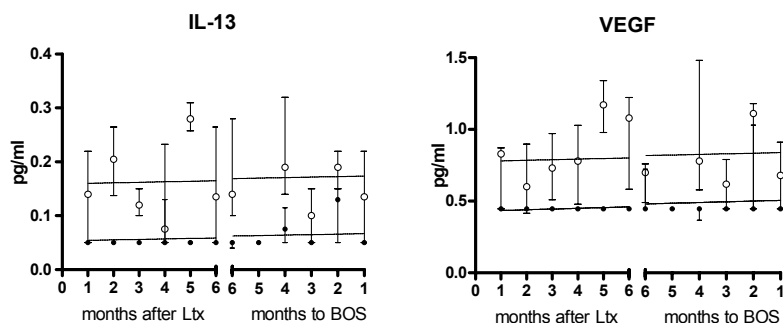 IL-13
0.4
0.3
0.2
0.1
0.0
pg/ml
0 1 2 3 4 5 6 6 5 4 3 2 1
months after Ltx months to BOS
VEGF
1.5
1.0
0.5
0.0
pg/ml
0 1 2 3 4 5 6 6 5 4 3 2 1
months after Ltx months to BOS